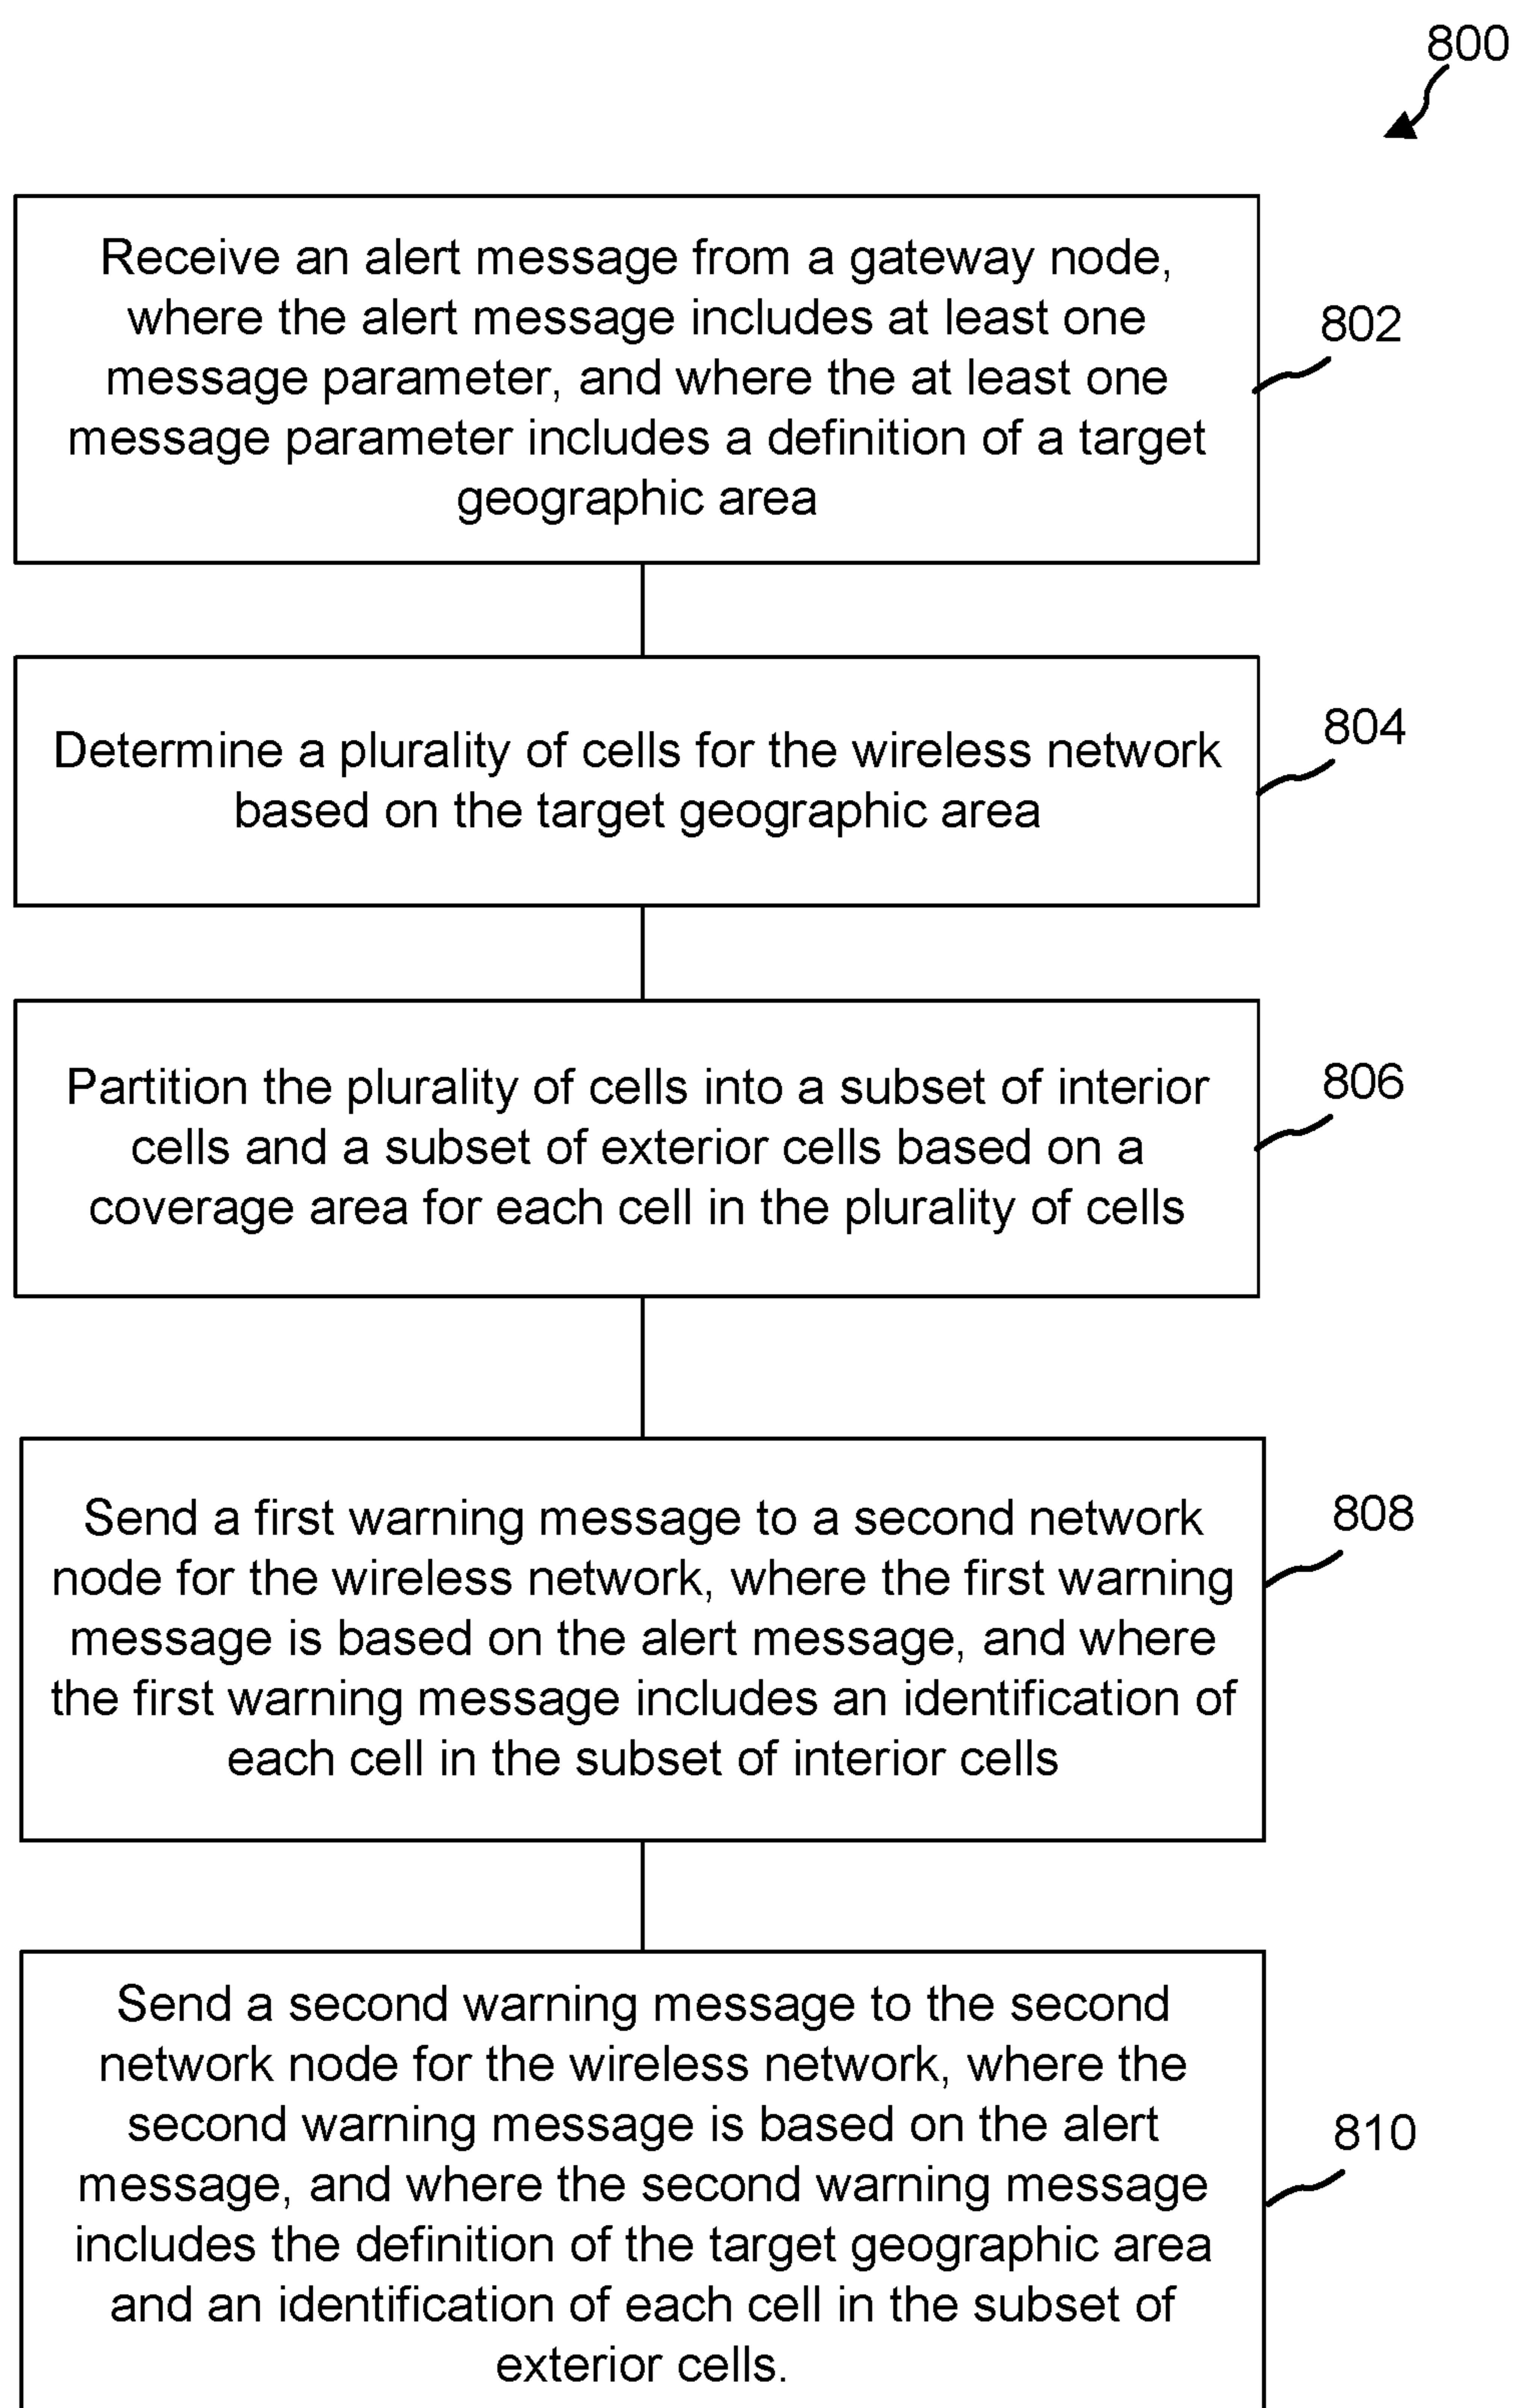 800
Receive an alert message from a gateway node,
where the alert message includes at least one
message parameter, and where the at least one
message parameter includes a definition of a target
geographic area
802
Determine a plurality of cells for the wireless network
based on the target geographic area
804
Partition the plurality of cells into a subset of interior
cells and a subset of exterior cells based on a
coverage area for each cell in the plurality of cells
806
Send a first warning message to a second network
node for the wireless network, where the first warning
message is based on the alert message, and where
the first warning message includes an identification of
each cell in the subset of interior cells
808
Send a second warning message to the second
network node for the wireless network, where the
second warning message is based on the alert
message, and where the second warning message
includes the definition of the target geographic area
and an identification of each cell in the subset of
exterior cells.
810